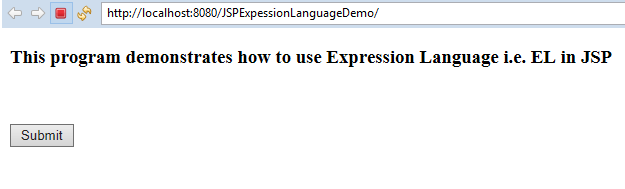 http://localhost:8080/JSPExpessionLanguageDemo/
This program demonstrates how to use Expression Language i.e. EL in JSP
Submit